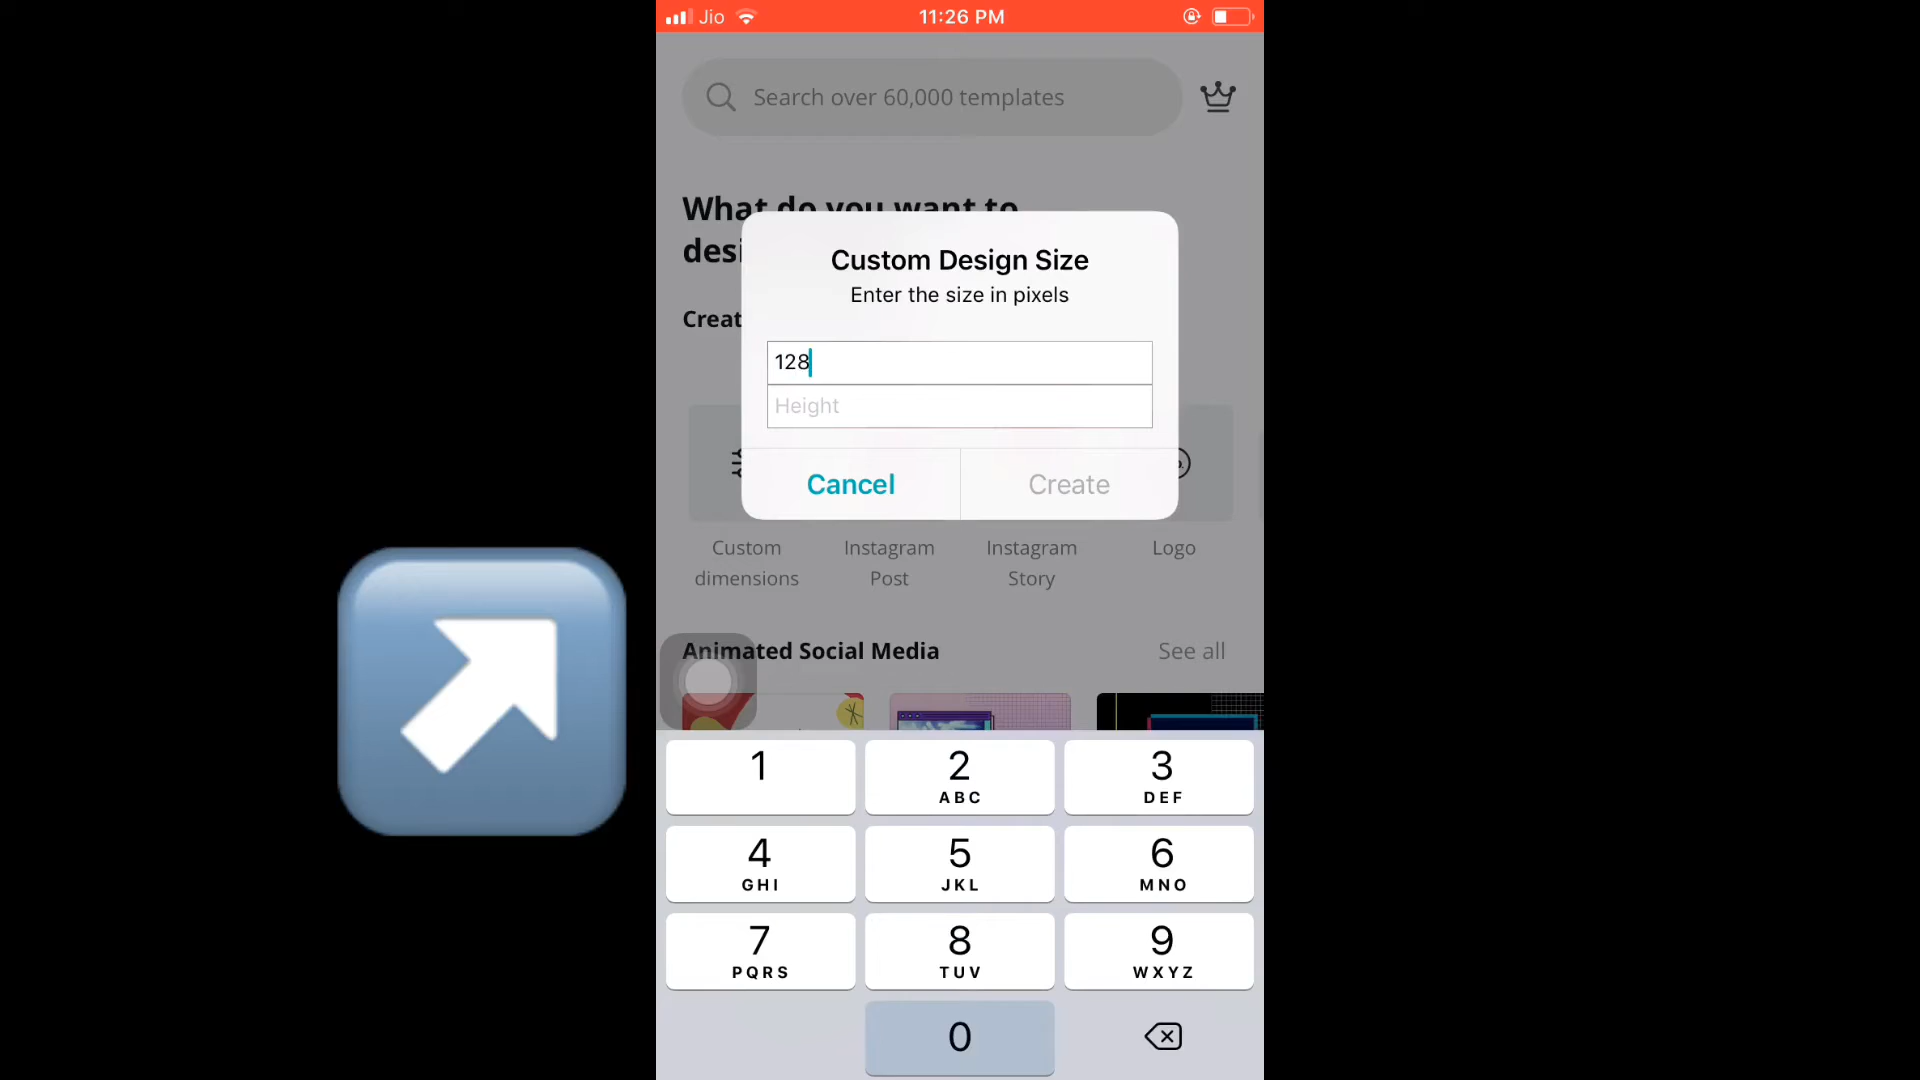 Jio
11:26 PM
Search over 60,000 templates
What do you want to
desi
Custom Design Size
Enter the size in pixels
Creat
128
Height
Cancel
Create
Custom dimensions
Instagram Post
Instagram Story
Logo
Animated Social Media
See all
1
2
ABC
3
DEF
4
GHI
5
JKL
6
MNO
7
PQRS
8
TUV
9
WXYZ
0